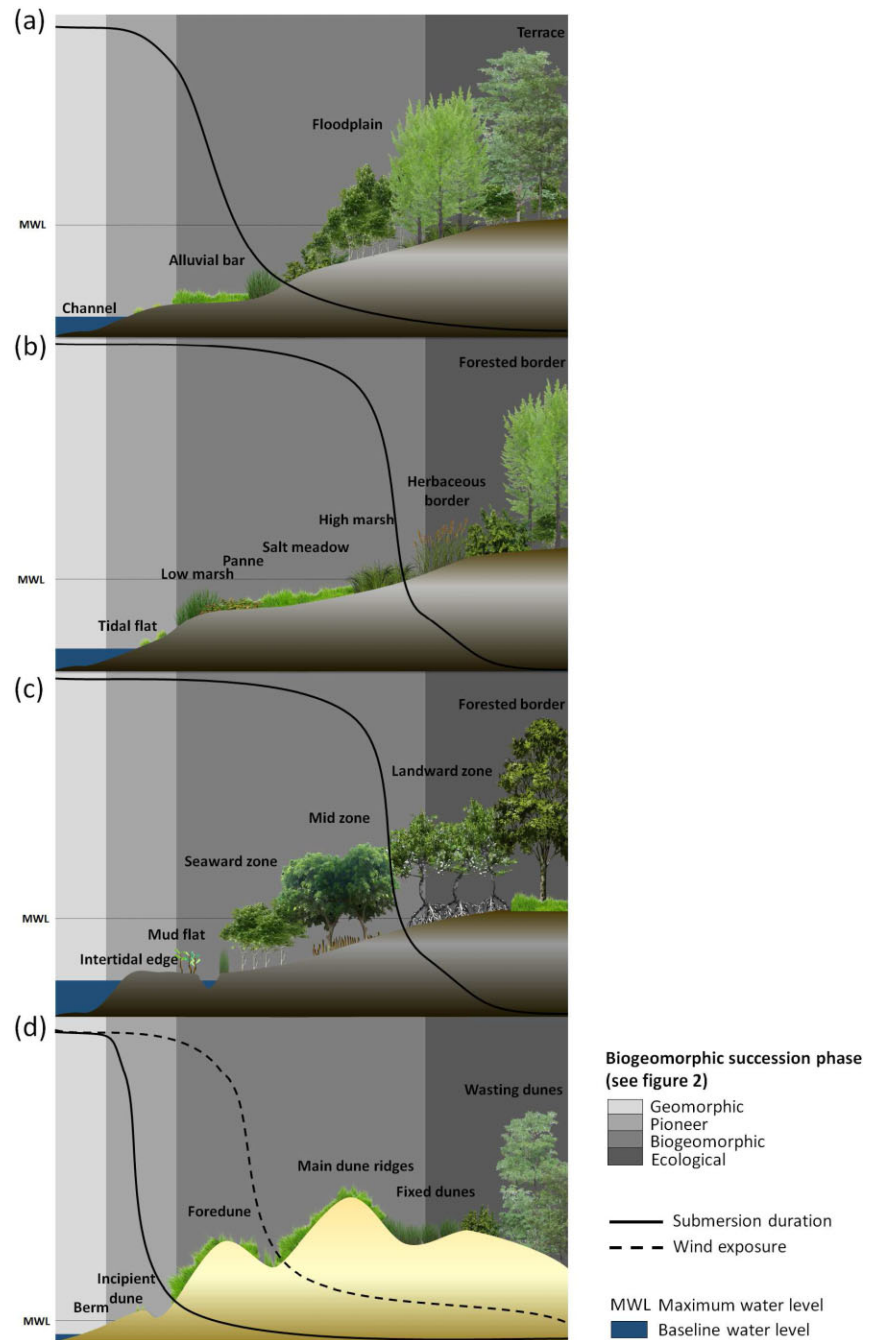 (a)
Terrace
Floodplain
MWL
Alluvial bar
Channel
(b)
Forested border
Herbaceous
border
High marsh
Salt meadow
Panne
MWL
Low marsh
Tidal flat
(c)
Forested border
Landward zone
Mid zone
Seaward zone
MWL
Mud flat
Intertidal edge
(d)
Wasting dunes
Main dune ridges
Fixed dunes
Foredune
Incipient
dune
Berm
MWL
Biogeomorphic succession phase
(see figure 2)
Geomorphic
Pioneer
Biogeomorphic
Ecological
Submersion duration
Wind exposure
MWL Maximum water level
Baseline water level